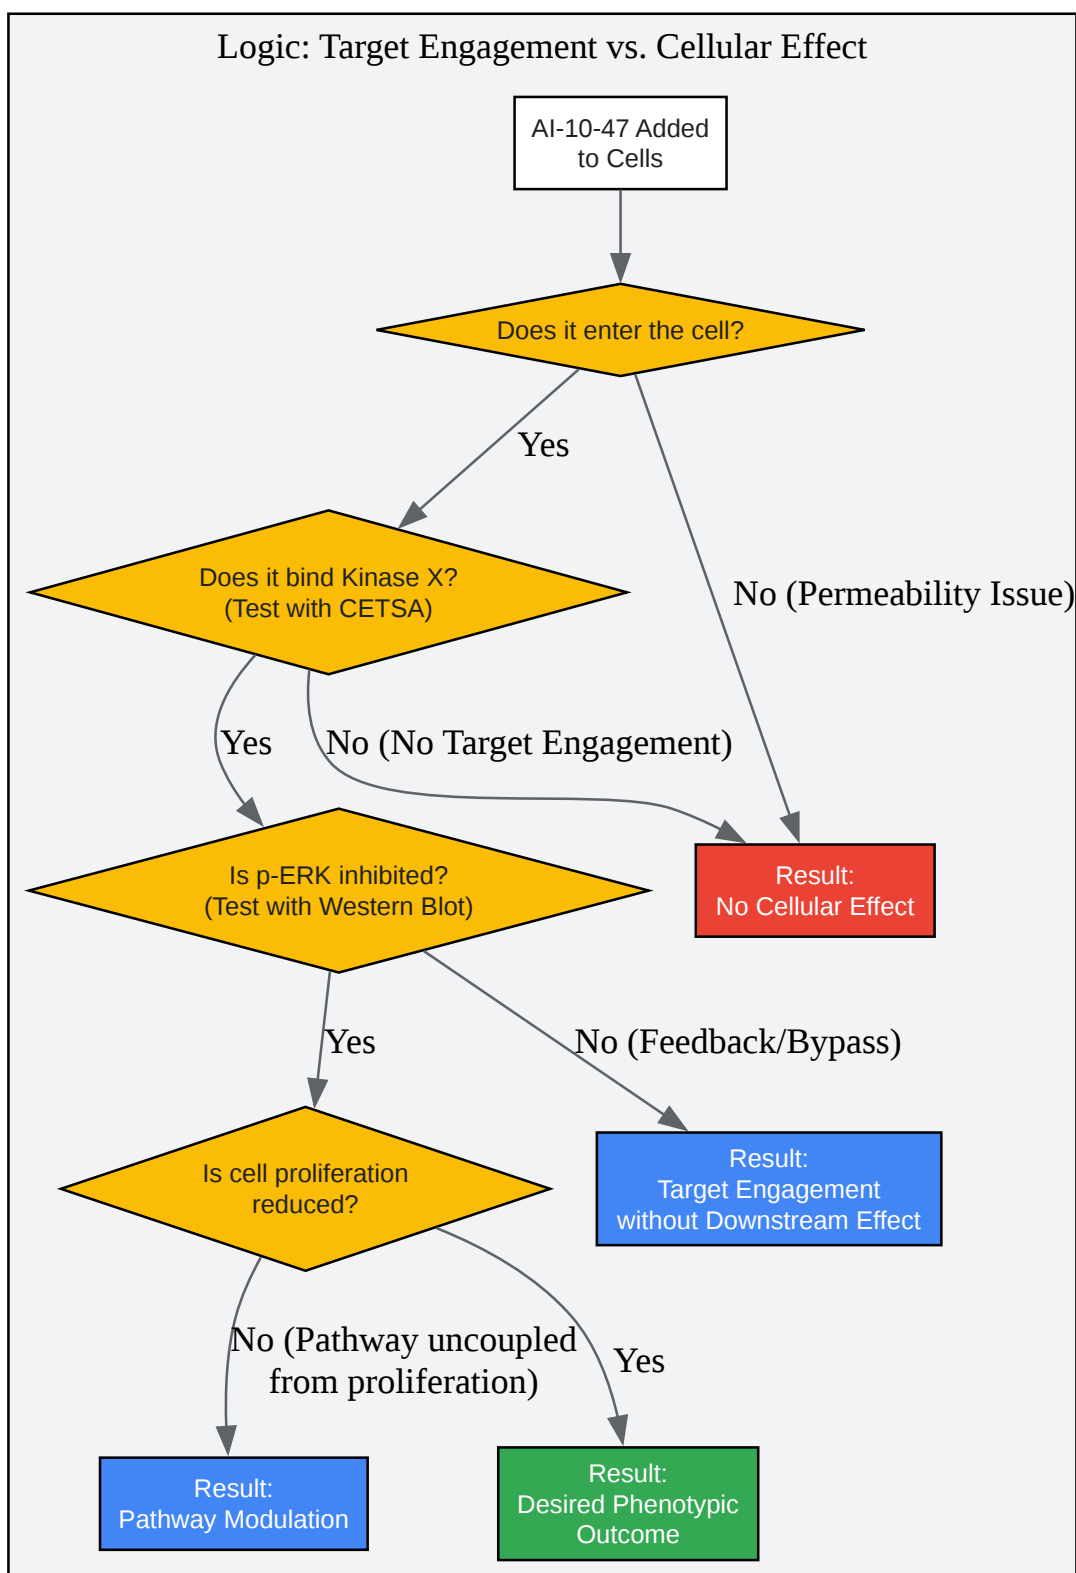 Logic: Target Engagement vs. Cellular Effect
AI-10-47 Added
to Cells
Does it enter the cell?
Yes
Does it bind Kinase X?
(Test with CETSA)
No (Permeability Issue)
Yes
No (No Target Engagement)
Is p-ERK inhibited?
(Test with Western Blot)
Result:
No Cellular Effect
Yes
No (Feedback/Bypass)
Is cell proliferation
reduced?
Result:
Target Engagement
without Downstream Effect
No (Pathway uncoupled
from proliferation)
Yes
Result:
Pathway Modulation
Result:
Desired Phenotypic
Outcome